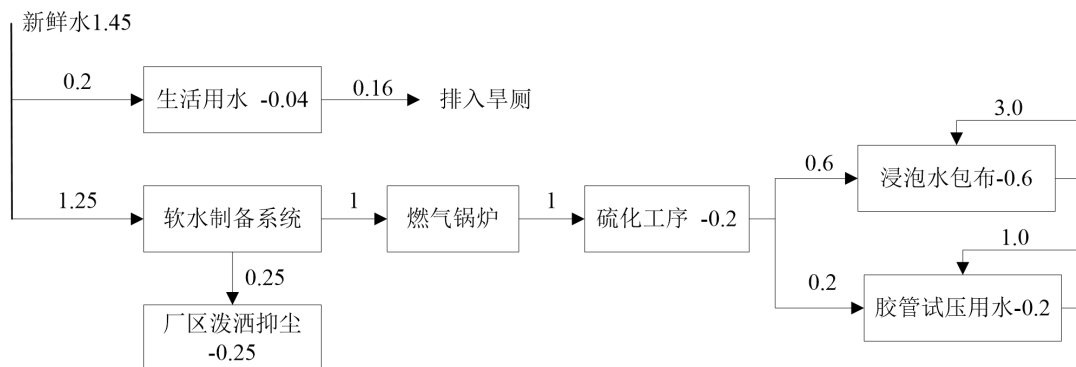 新鲜水1.45
0.2
生活用水 -0.04
0.16
排入旱厕
3.0
0.6
浸泡水包布-0.6
1.25
软水制备系统
1
燃气锅炉
1
硫化工序 -0.2
0.25
1.0
0.2
胶管试压用水-0.2
厂区泼洒抑尘
-0.25